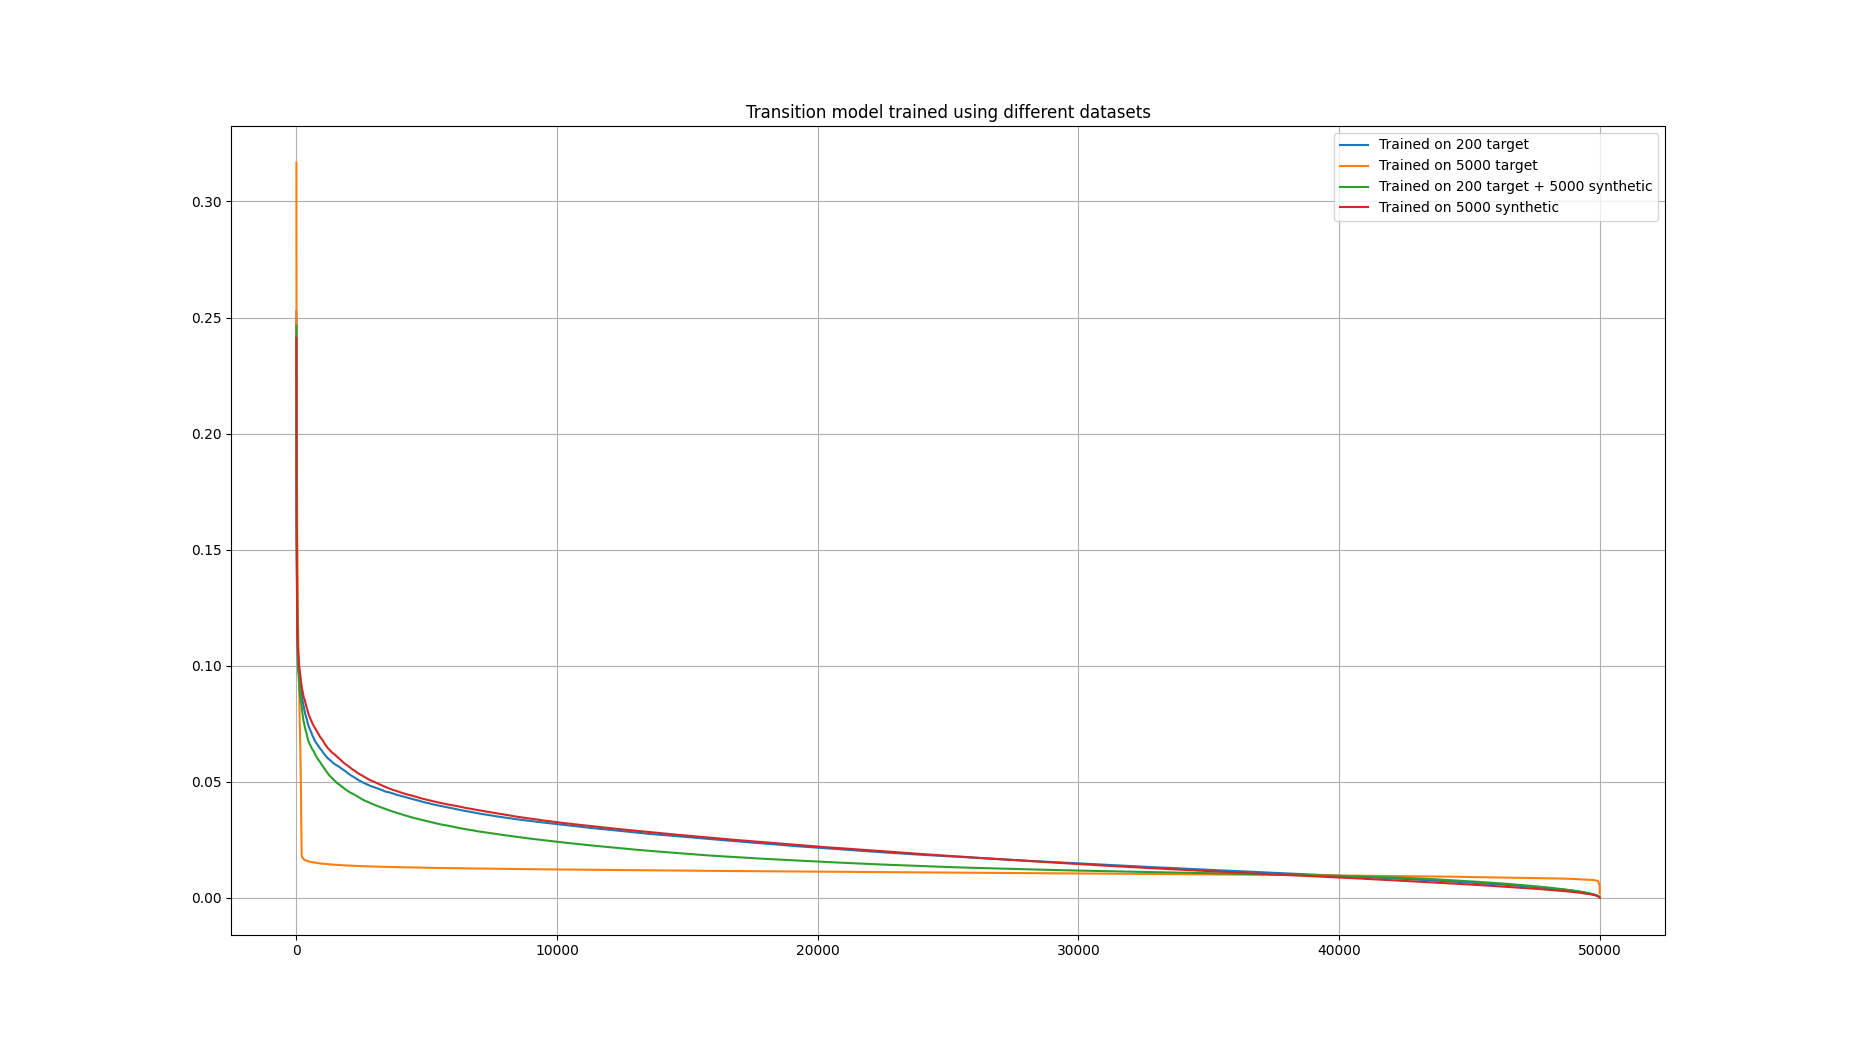 Transition model trained using different datasets
Trained on 200 target
Trained on 5000 target
Trained on 200 target + 5000 synthetic
Trained on 5000 synthetic
0.30
0.25
0.20
0.15
0.10
0.05
0.00
0 10000 20000 30000 40000 50000